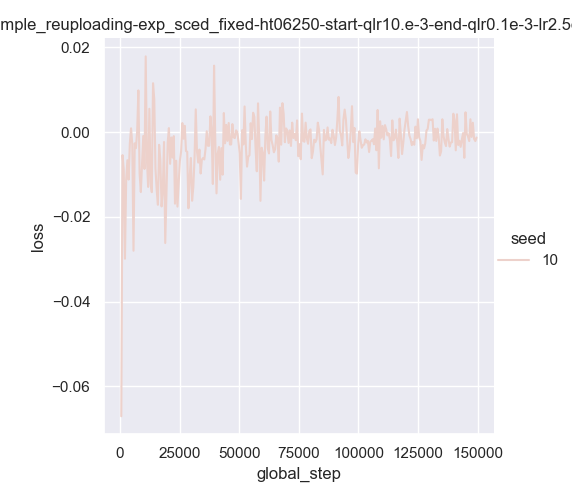 mple_reuploading-exp_sced_fixed-ht06250-start-qlr10.e-3-end-qlr0.1e-3-lr2.5
0.02
0.00
−0.02
−0.04
−0.06
loss
seed
10
0 25000 50000 75000 100000 125000 150000
global_step